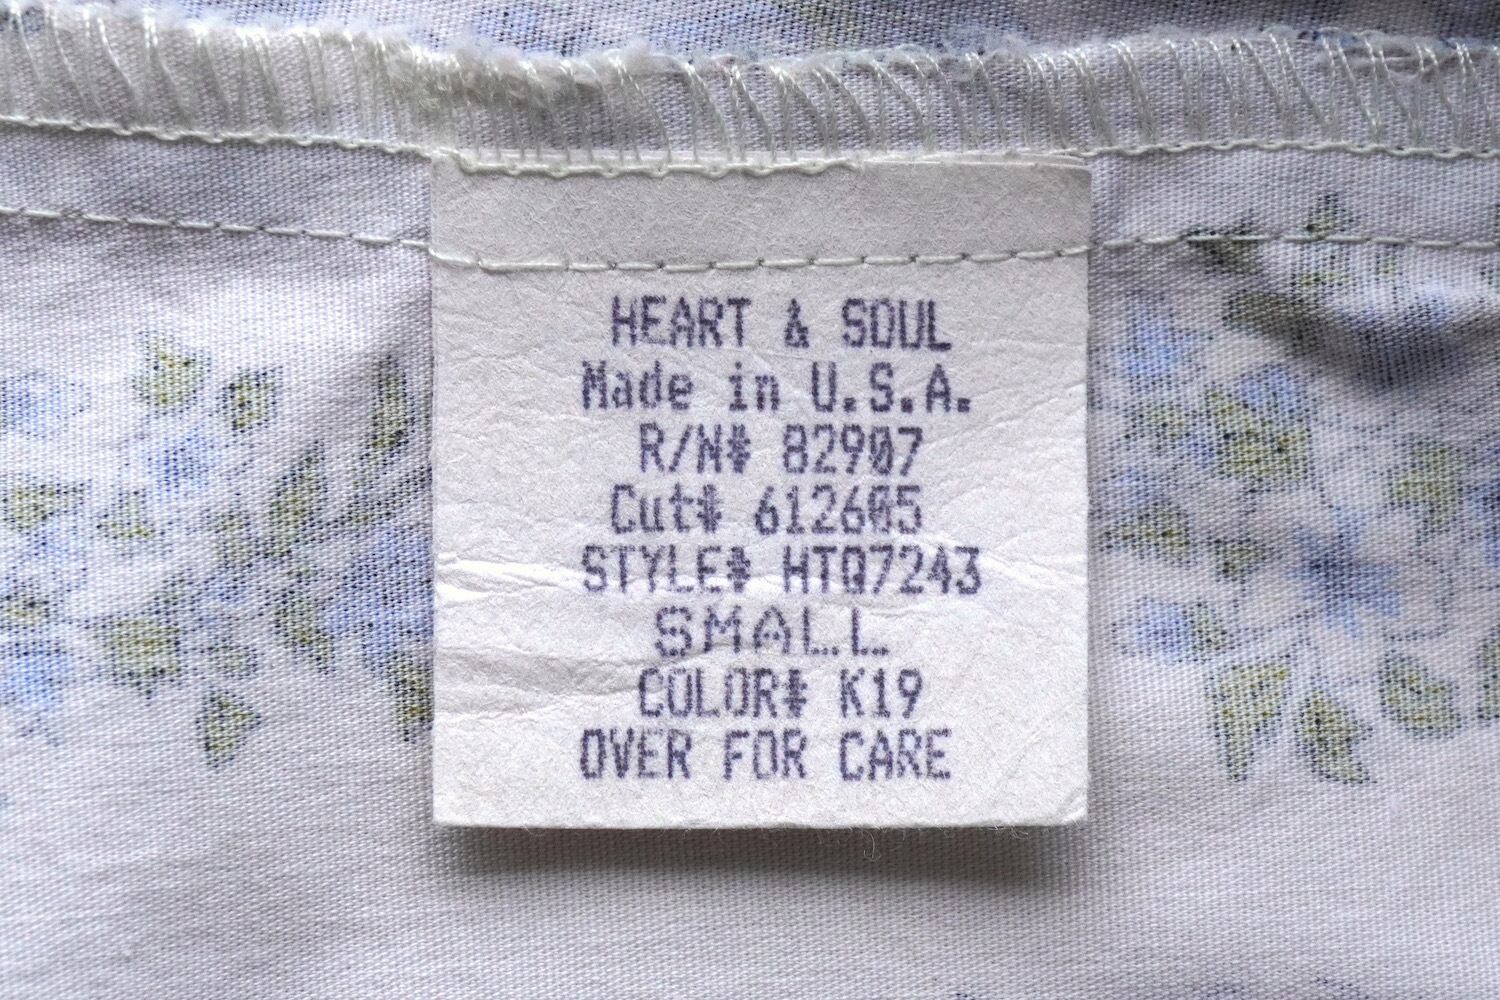 HEART & SOUL
Made in U.S.A.
R/N# 82907
Cut# 612605
STYLE# HTQ7243
SMALL
COLOR# K19
OVER FOR CARE